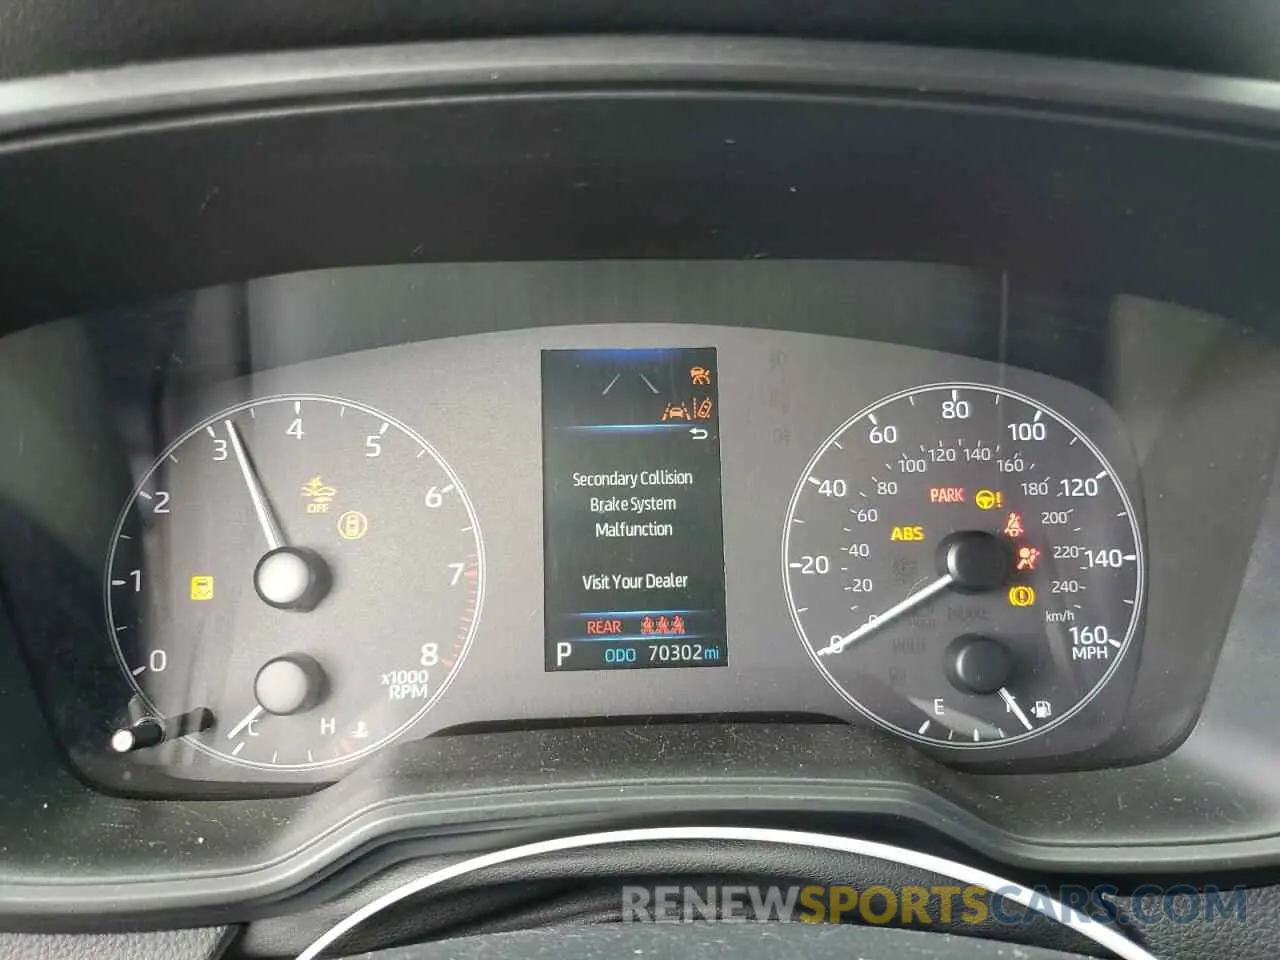 0
1
2
3
4
5
6
7
8
x1000
RPM
OFF
C
H
Secondary Collision
Brake System
Malfunction
Visit Your Dealer
REAR
P ODO 70302 mi
0
20
40
60
80
100
120
140
160
MPH
20
40
60
80
100
120
140
160
180
200
220
240
km/h
PARK
ABS
E
RENEWSPORTSCARS.COM